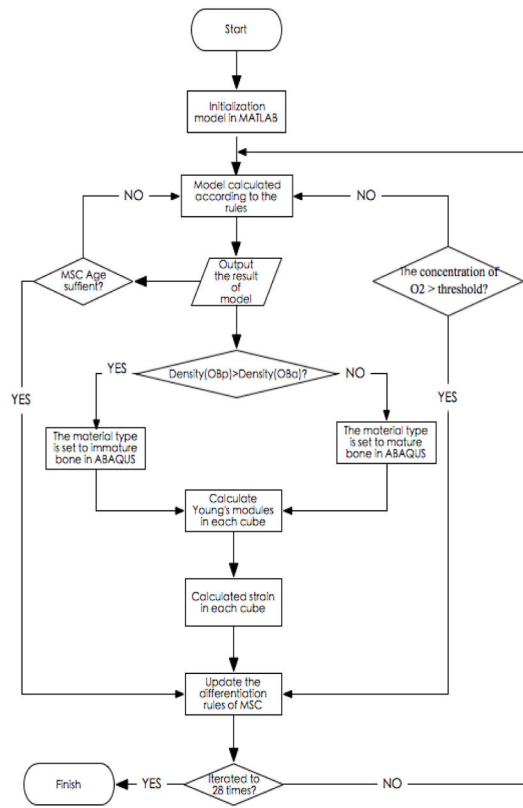 Start
Initialization
model in MATLAB
NO
Model calculated
according to the
rules
NO
MSC Age
suffient?
Output
the result
of
model
The concentration of
O2 > threshold?
YES
Density(OBp)>Density(OBa)?
NO
YES
YES
The material type
is set to immature
bone in ABAQUS
The material type
is set to mature
bone in ABAQUS
Calculate
Young's modules
in each cube
Calculated strain
in each cube
Update the
differentiation
rules of MSC
Finish
YES
Iterated to
28 times?
NO